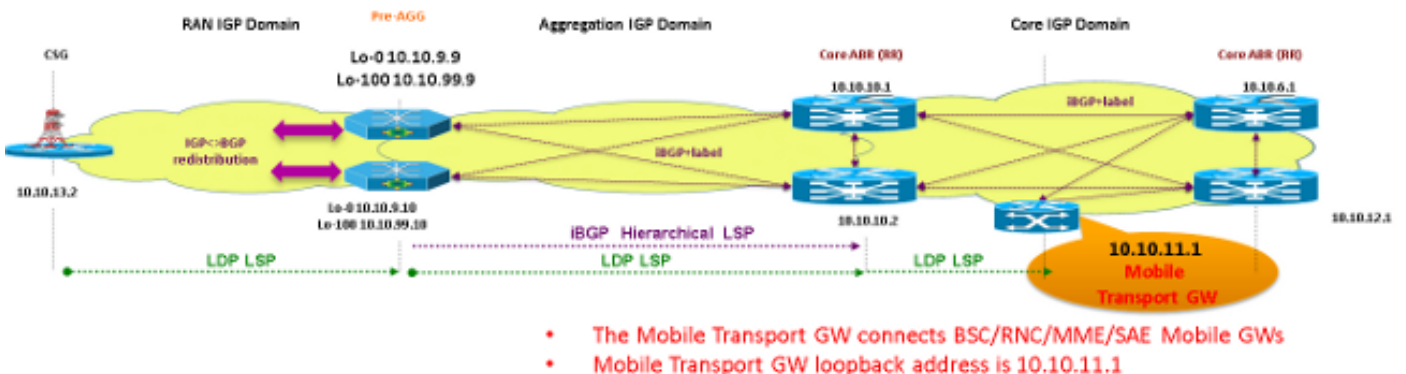 RAN IGP Domain
Pre-AGG
Aggregation IGP Domain
Core IGP Domain
CSG
Lo-0 10.10.9.9
Lo-100 10.10.99.9
Core ABR (RR)
10.10.10.1
Core ABR (RR)
10.10.6.1
iBGP+label
IGP<>BGP
redistribution
iBGP+label
10.10.13.2
Lo-0 10.10.9.10
Lo-100 10.10.99.10
10.10.10.2
10.10.12.1
iBGP Hierarchical LSP
LDP LSP
LDP LSP
LDP LSP
10.10.11.1
Mobile
Transport GW
• The Mobile Transport GW connects BSC/RNC/MME/SAE Mobile GWs
• Mobile Transport GW loopback address is 10.10.11.1